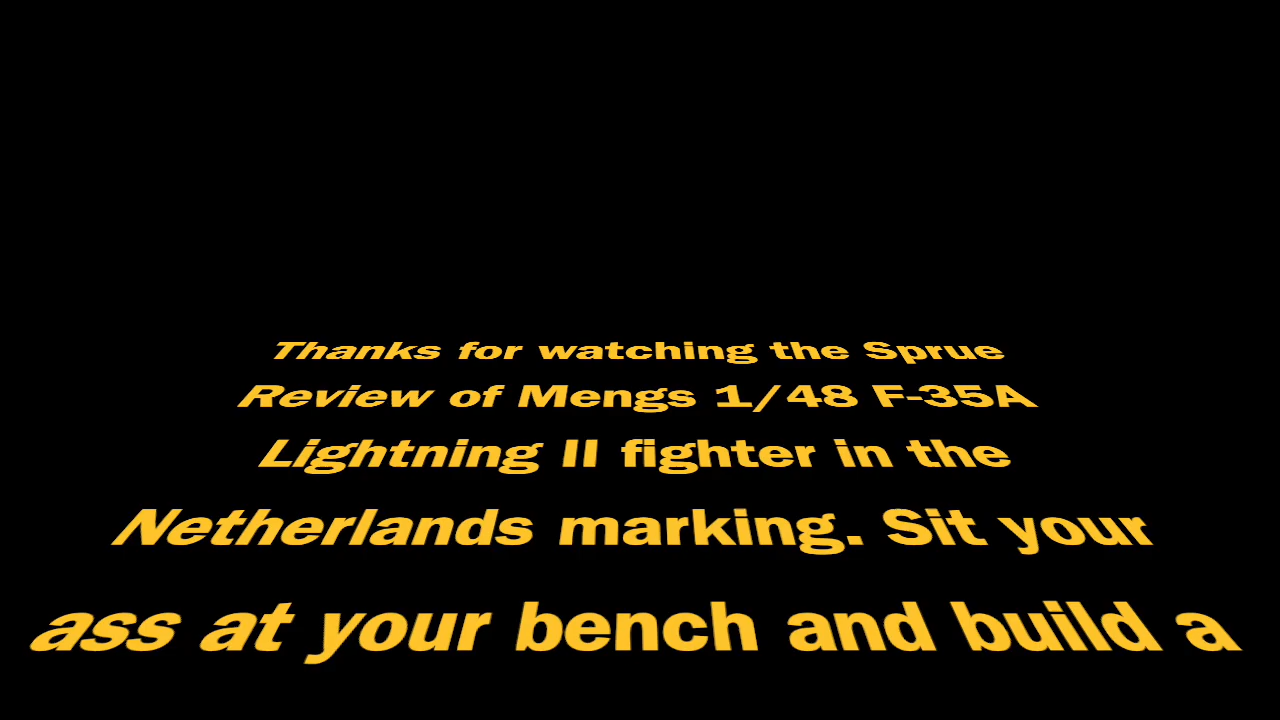 Thanks for watching the Sprue
Review of Mengs 1/48 F-35A
Lightning II fighter in the
Netherlands marking. Sit your
ass at your bench and build a